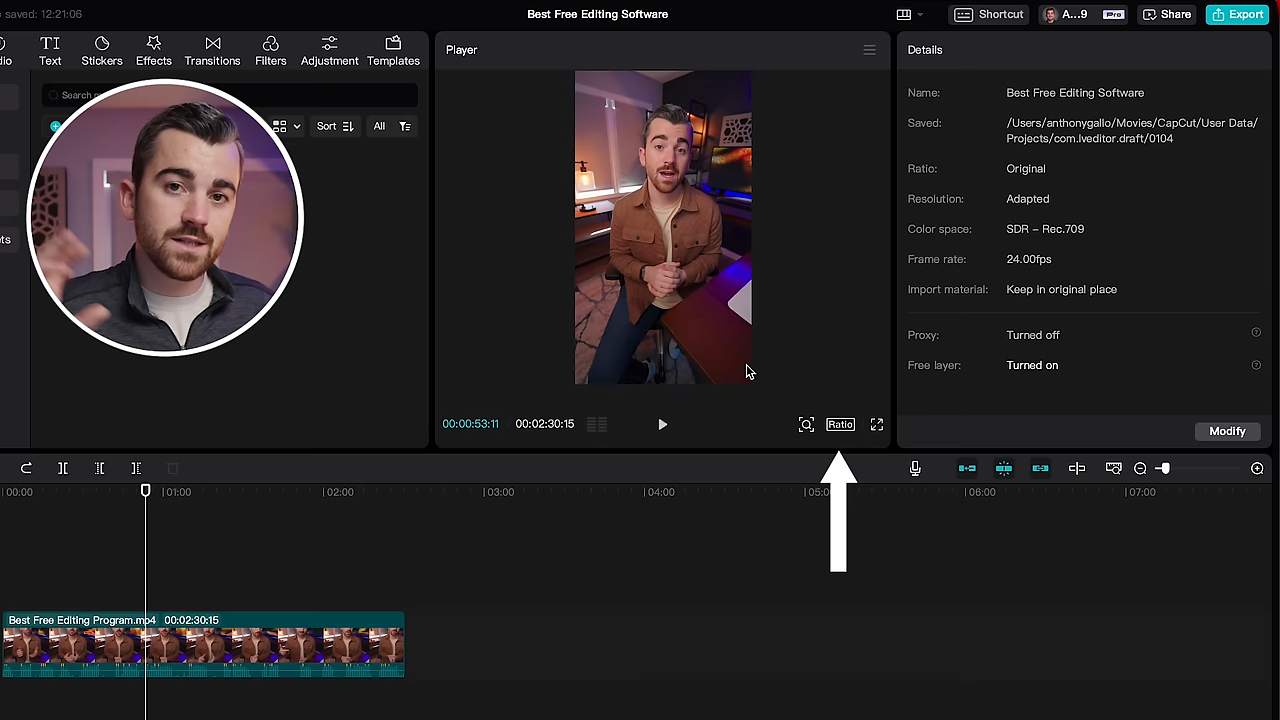 saved: 12:21:06
Best Free Editing Software
Shortcut
A...9
Pro
Share
Export
dio
Text
Stickers
Effects
Transitions
Filters
Adjustment
Templates
Search
Sort
All
ts
Player
00:00:53:11
00:02:30:15
Ratio
Details
Name: Best Free Editing Software
Saved: /Users/anthonygallo/Movies/CapCut/User Data/
Projects/com.lveditor.draft/0104
Ratio: Original
Resolution: Adapted
Color space: SDR – Rec.709
Frame rate: 24.00fps
Import material: Keep in original place
Proxy: Turned off
Free layer: Turned on
Modify
00:00
01:00
02:00
03:00
04:00
05:0
06:00
07:00
Best Free Editing Program.mp4 00:02:30:15